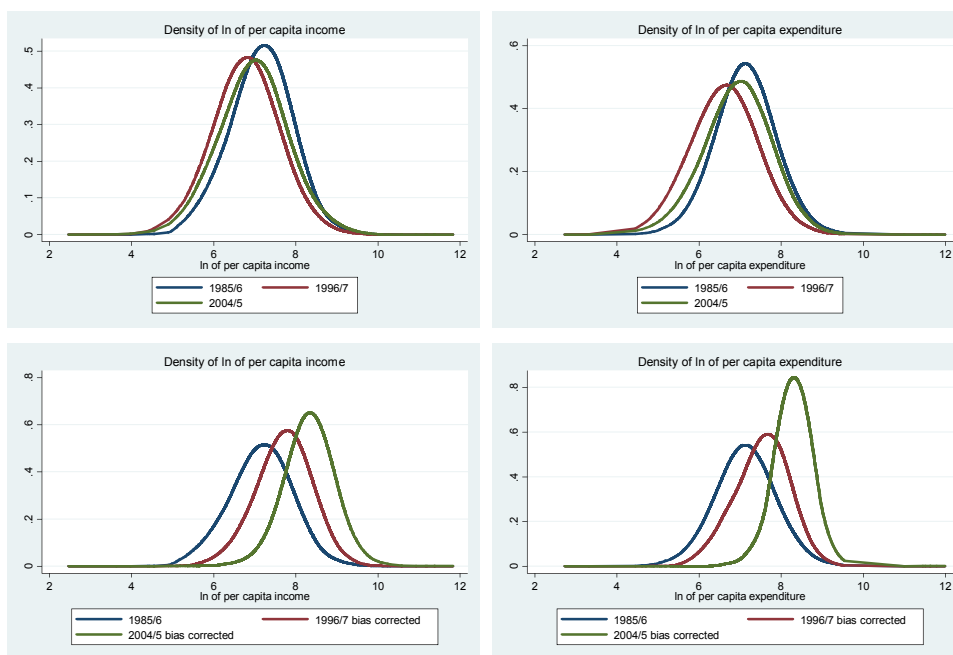 Density of ln of per capita income
.5
.4
.3
.2
.1
0
2 4 6 8 10 12
ln of per capita income
1985/6 1996/7
2004/5
Density of ln of per capita expenditure
.6
.4
.2
0
2 4 6 8 10 12
ln of per capita expenditure
1985/6 1996/7
2004/5
Density of ln of per capita income
.8
.6
.4
.2
0
2 4 6 8 10 12
ln of per capita income
1985/6 1996/7 bias corrected
2004/5 bias corrected
Density of ln of per capita expenditure
.8
.6
.4
.2
0
2 4 6 8 10 12
ln of per capita expenditure
1985/6 1996/7 bias corrected
2004/5 bias corrected